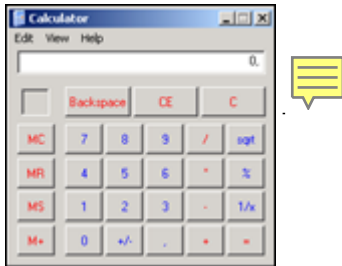 Calculator
Edit View Help
0,
Backspace CE C
MC 7 8 9 / sqrt
MR 4 5 6 * %
MS 1 2 3 - 1/x
M+ 0 +/- , + =